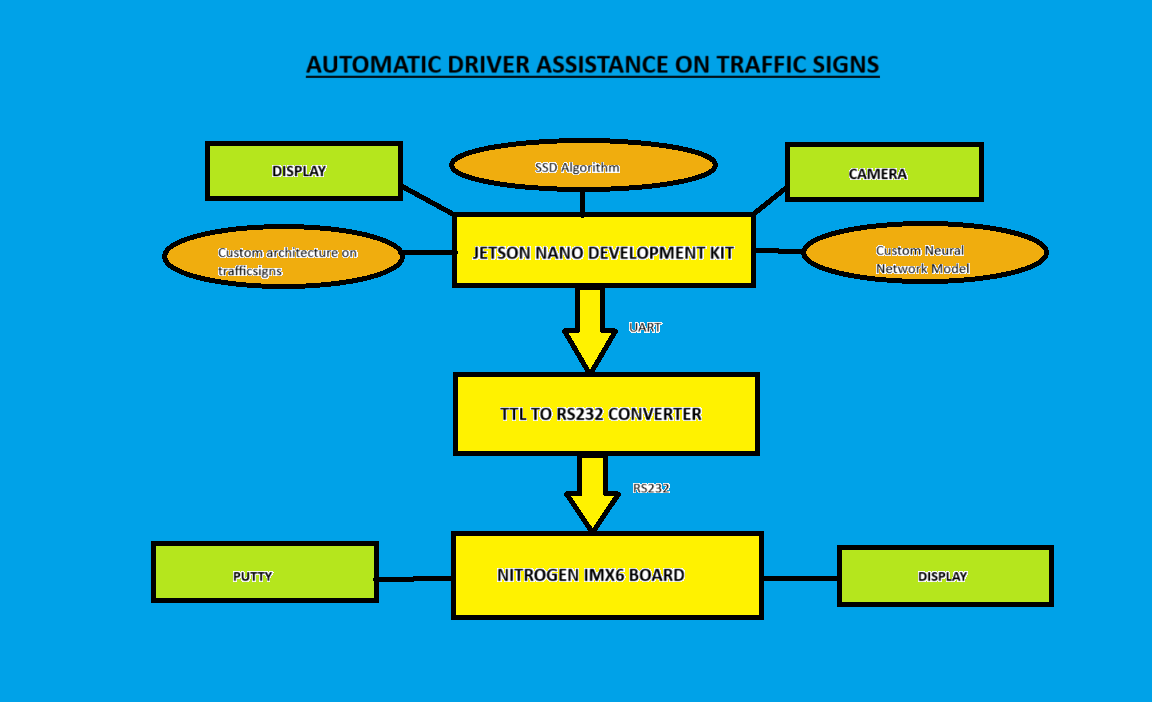 AUTOMATIC DRIVER ASSISTANCE ON TRAFFIC SIGNS
DISPLAY
SSD Algorithm
CAMERA
Custom architecture on
trafficsigns
JETSON NANO DEVELOPMENT KIT
Custom Neural
Network Model
UART
TTL TO RS232 CONVERTER
RS232
PUTTY
NITROGEN IMX6 BOARD
DISPLAY